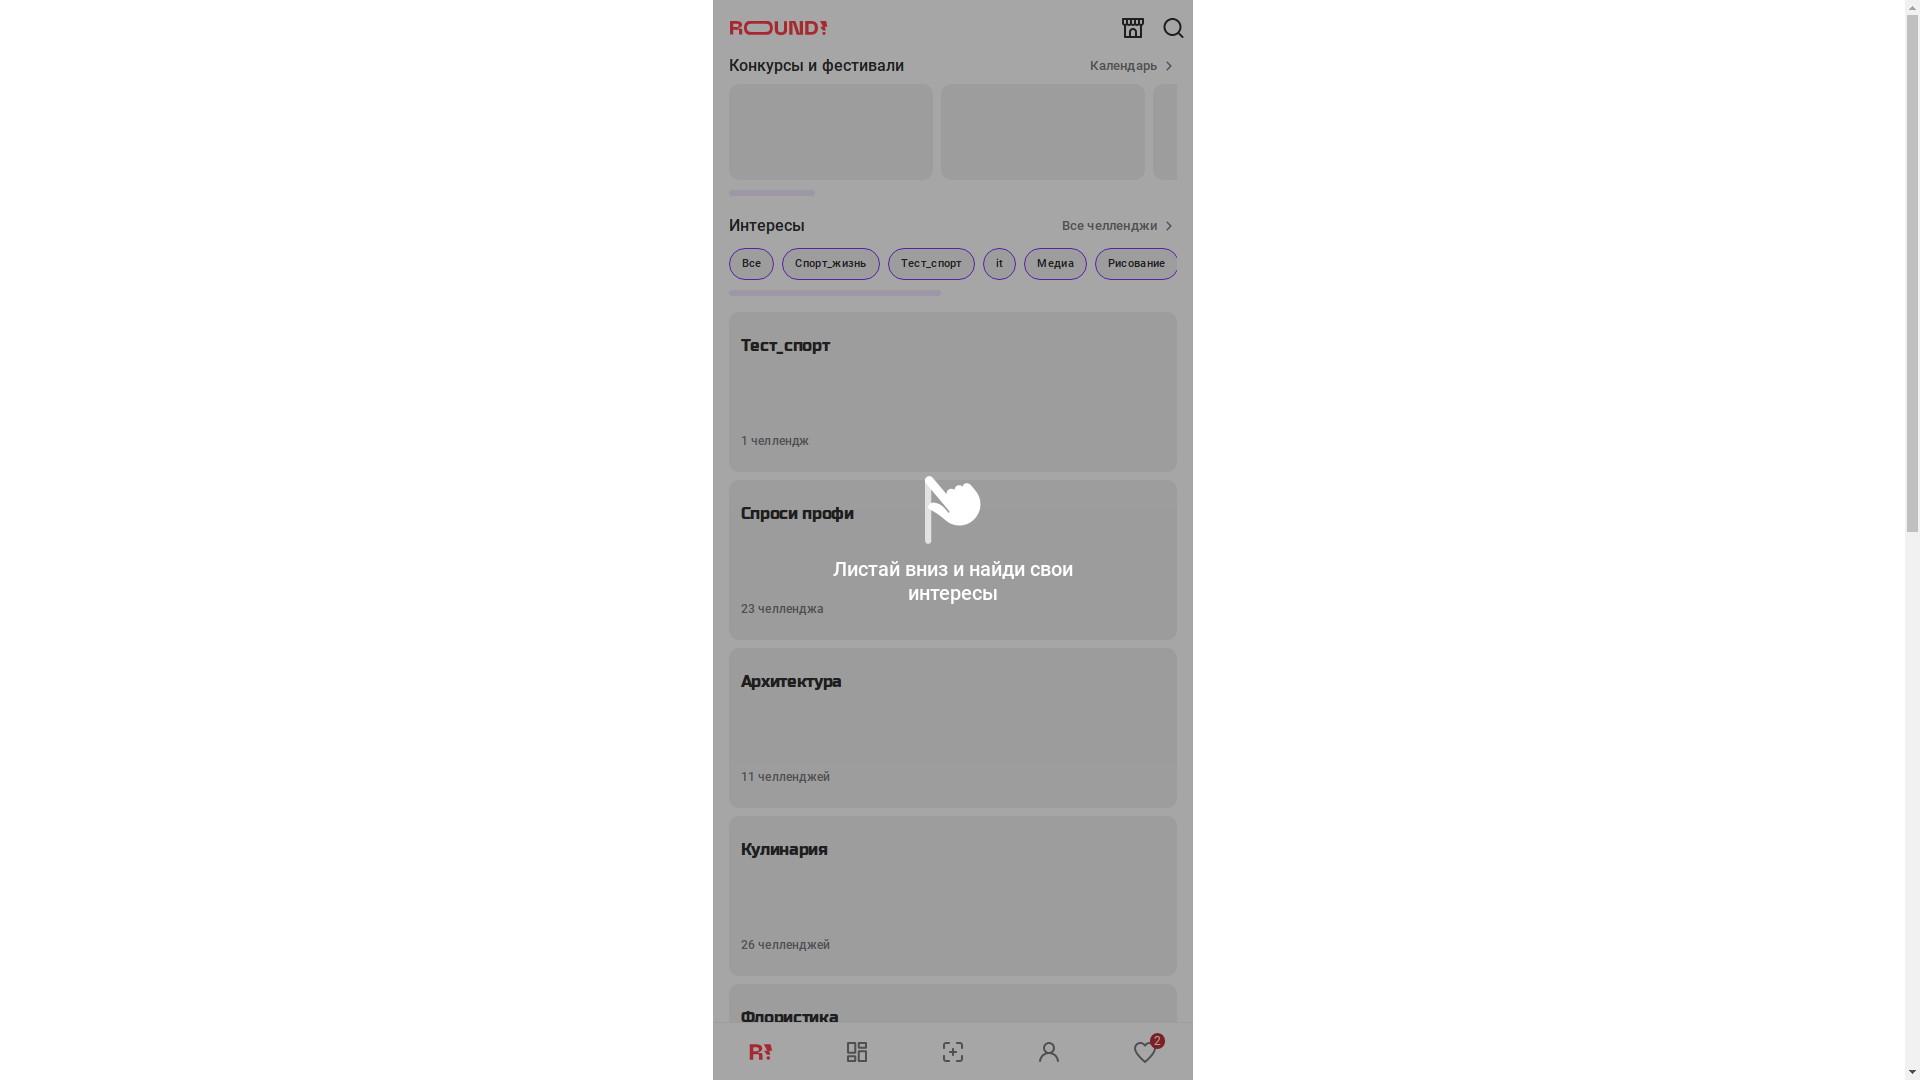 ROUND!
Конкурсы и фестивали
Календарь
Интересы
Все челленджи
Все
Спорт_жизнь
Тест_спорт
it
Медиа
Рисование
Тест_спорт
1 челлендж
Спроси профи
Листай вниз и найди свои
интересы
23 челленджа
Архитектура
11 челленджей
Кулинария
26 челленджей
Флористика
R!
2